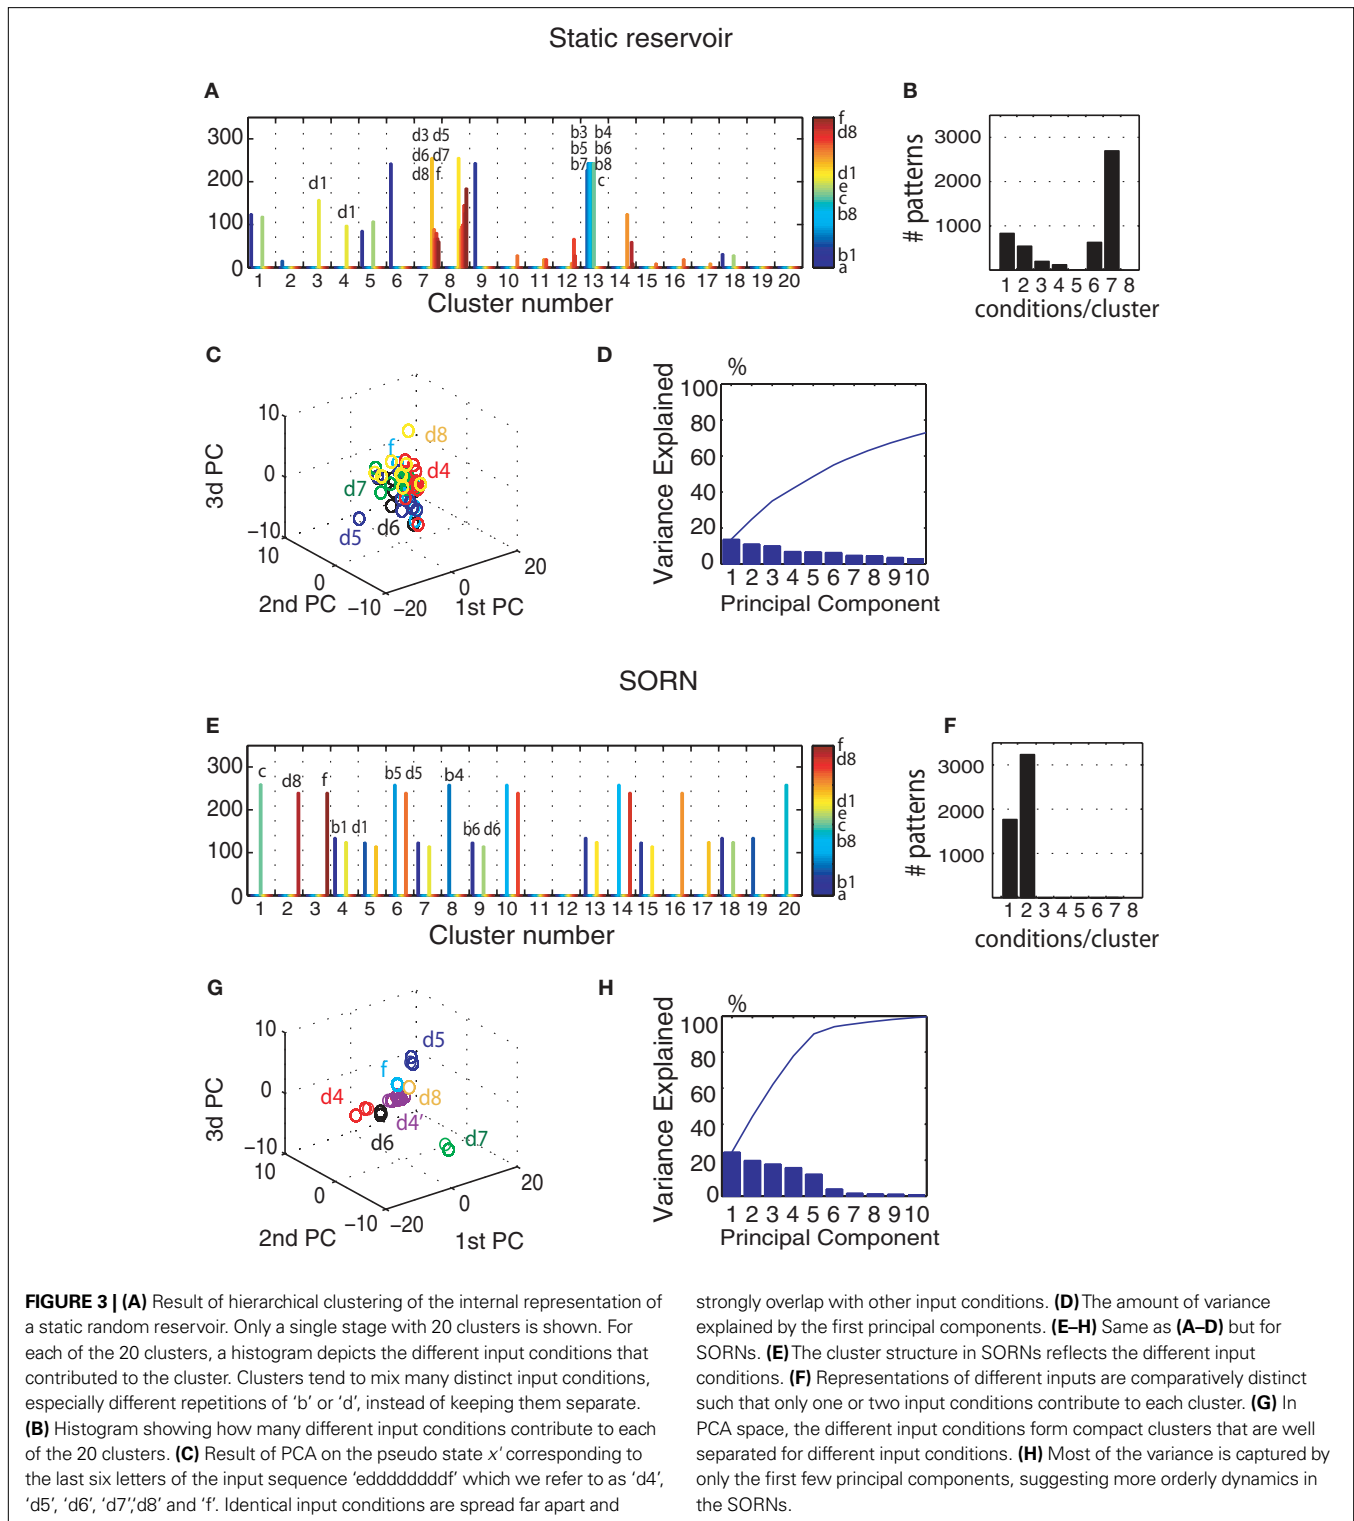 Static reservoir
A
300
200
100
0
d1
d1
d3 d5
d6 d7
d8 f
b3 b4
b5 b6
b7 b8
c
f
d8
d1
e
c
b8
b1
a
1 2 3 4 5 6 7 8 9 10 11 12 13 14 15 16 17 18 19 20
Cluster number
B
# patterns
3000
2000
1000
1 2 3 4 5 6 7 8
conditions/cluster
C
3d PC
10
0
−10
10
0
−10
2nd PC
−20
0
20
1st PC
d8
f
d4
d7
d6
d5
D
%
Variance Explained
100
80
60
40
20
0
1 2 3 4 5 6 7 8 9 10
Principal Component
SORN
E
300
200
100
0
c
d8
f
b1 d1
b5 d5
b4
b6 d6
f
d8
d1
e
c
b8
b1
a
1 2 3 4 5 6 7 8 9 10 11 12 13 14 15 16 17 18 19 20
Cluster number
F
# patterns
3000
2000
1000
1 2 3 4 5 6 7 8
conditions/cluster
G
3d PC
10
0
−10
10
0
−10
2nd PC
−20
0
20
1st PC
d5
f
d4
d8
d4’
d6
d7
H
%
Variance Explained
100
80
60
40
20
0
1 2 3 4 5 6 7 8 9 10
Principal Component
FIGURE 3 | (A) Result of hierarchical clustering of the internal representation of
a static random reservoir. Only a single stage with 20 clusters is shown. For
each of the 20 clusters, a histogram depicts the different input conditions that
contributed to the cluster. Clusters tend to mix many distinct input conditions,
especially different repetitions of ‘b’ or ‘d’, instead of keeping them separate.
(B) Histogram showing how many different input conditions contribute to each
of the 20 clusters. (C) Result of PCA on the pseudo state x′ corresponding to
the last six letters of the input sequence ‘eddddddddf’ which we refer to as ‘d4’,
‘d5’, ‘d6’, ‘d7’,‘d8’ and ‘f’. Identical input conditions are spread far apart and
strongly overlap with other input conditions. (D) The amount of variance
explained by the first principal components. (E–H) Same as (A–D) but for
SORNs. (E) The cluster structure in SORNs reflects the different input
conditions. (F) Representations of different inputs are comparatively distinct
such that only one or two input conditions contribute to each cluster. (G) In
PCA space, the different input conditions form compact clusters that are well
separated for different input conditions. (H) Most of the variance is captured by
only the first few principal components, suggesting more orderly dynamics in
the SORNs.